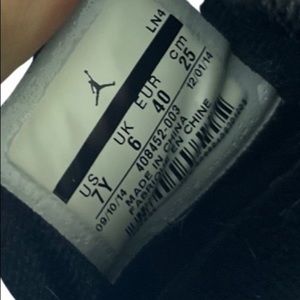 LN4
US UK EUR cm
7Y 6 40 25
09/10/14 408452-003 12/01/14
MADE IN CHINA
FABRIQUE EN CHINE